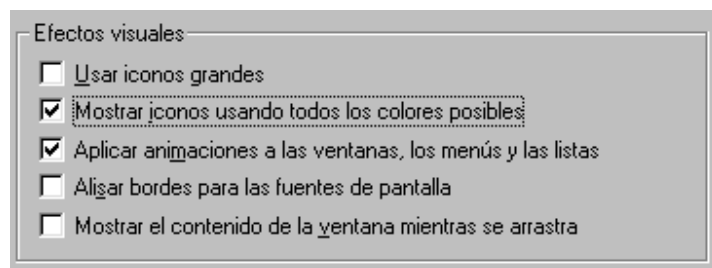 Efectos visuales
Usar iconos grandes
Mostrar iconos usando todos los colores posibles
Aplicar animaciones a las ventanas, los menús y las listas
Alisar bordes para las fuentes de pantalla
Mostrar el contenido de la ventana mientras se arrastra